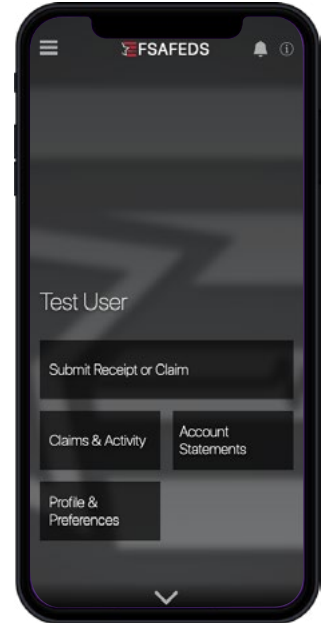 FSAFEDS
Test User
Submit Receipt or Claim
Claims & Activity
Account
Statements
Profile &
Preferences